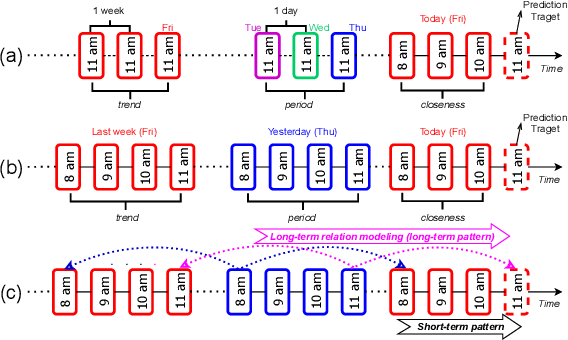 1 week
1 day
Prediction
Traget
Fri
Tue
Wed
Thu
Today (Fri)
(a)
11 am
11 am
11 am
11 am
11 am
11 am
8 am
9 am
10 am
11 am
Time
trend
period
closeness
Prediction
Traget
Last week (Fri)
Yesterday (Thu)
Today (Fri)
(b)
8 am
9 am
10 am
11 am
8 am
9 am
10 am
11 am
8 am
9 am
10 am
11 am
Time
trend
period
closeness
Long-term relation modeling (long-term pattern)
(c)
8 am
9 am
10 am
11 am
8 am
9 am
10 am
11 am
8 am
9 am
10 am
11 am
Time
Short-term pattern